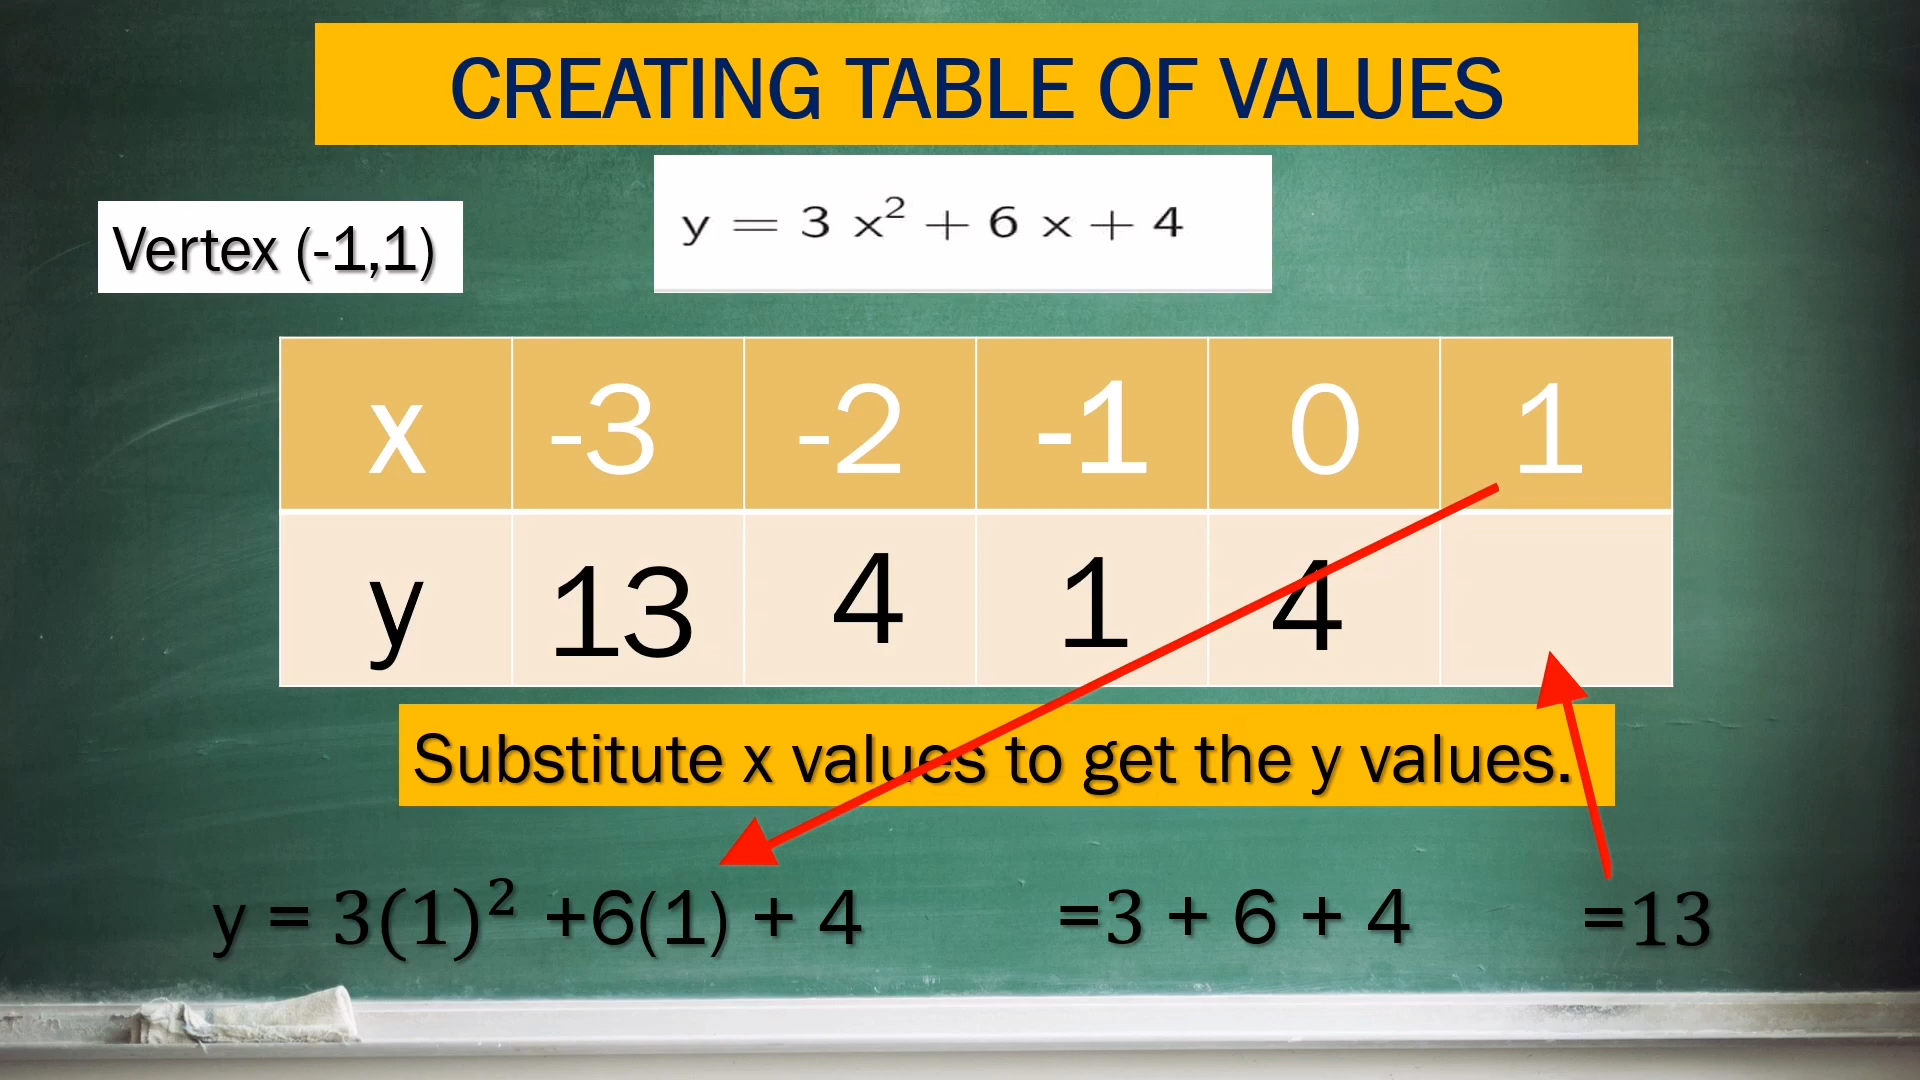 CREATING TABLE OF VALUES
y = 3 x² + 6 x + 4
Vertex (-1,1)
x -3 -2 -1 0 1
y 13 4 1 4
Substitute x values to get the y values.
y = 3(1)² +6(1) + 4 =3 + 6 + 4 =13